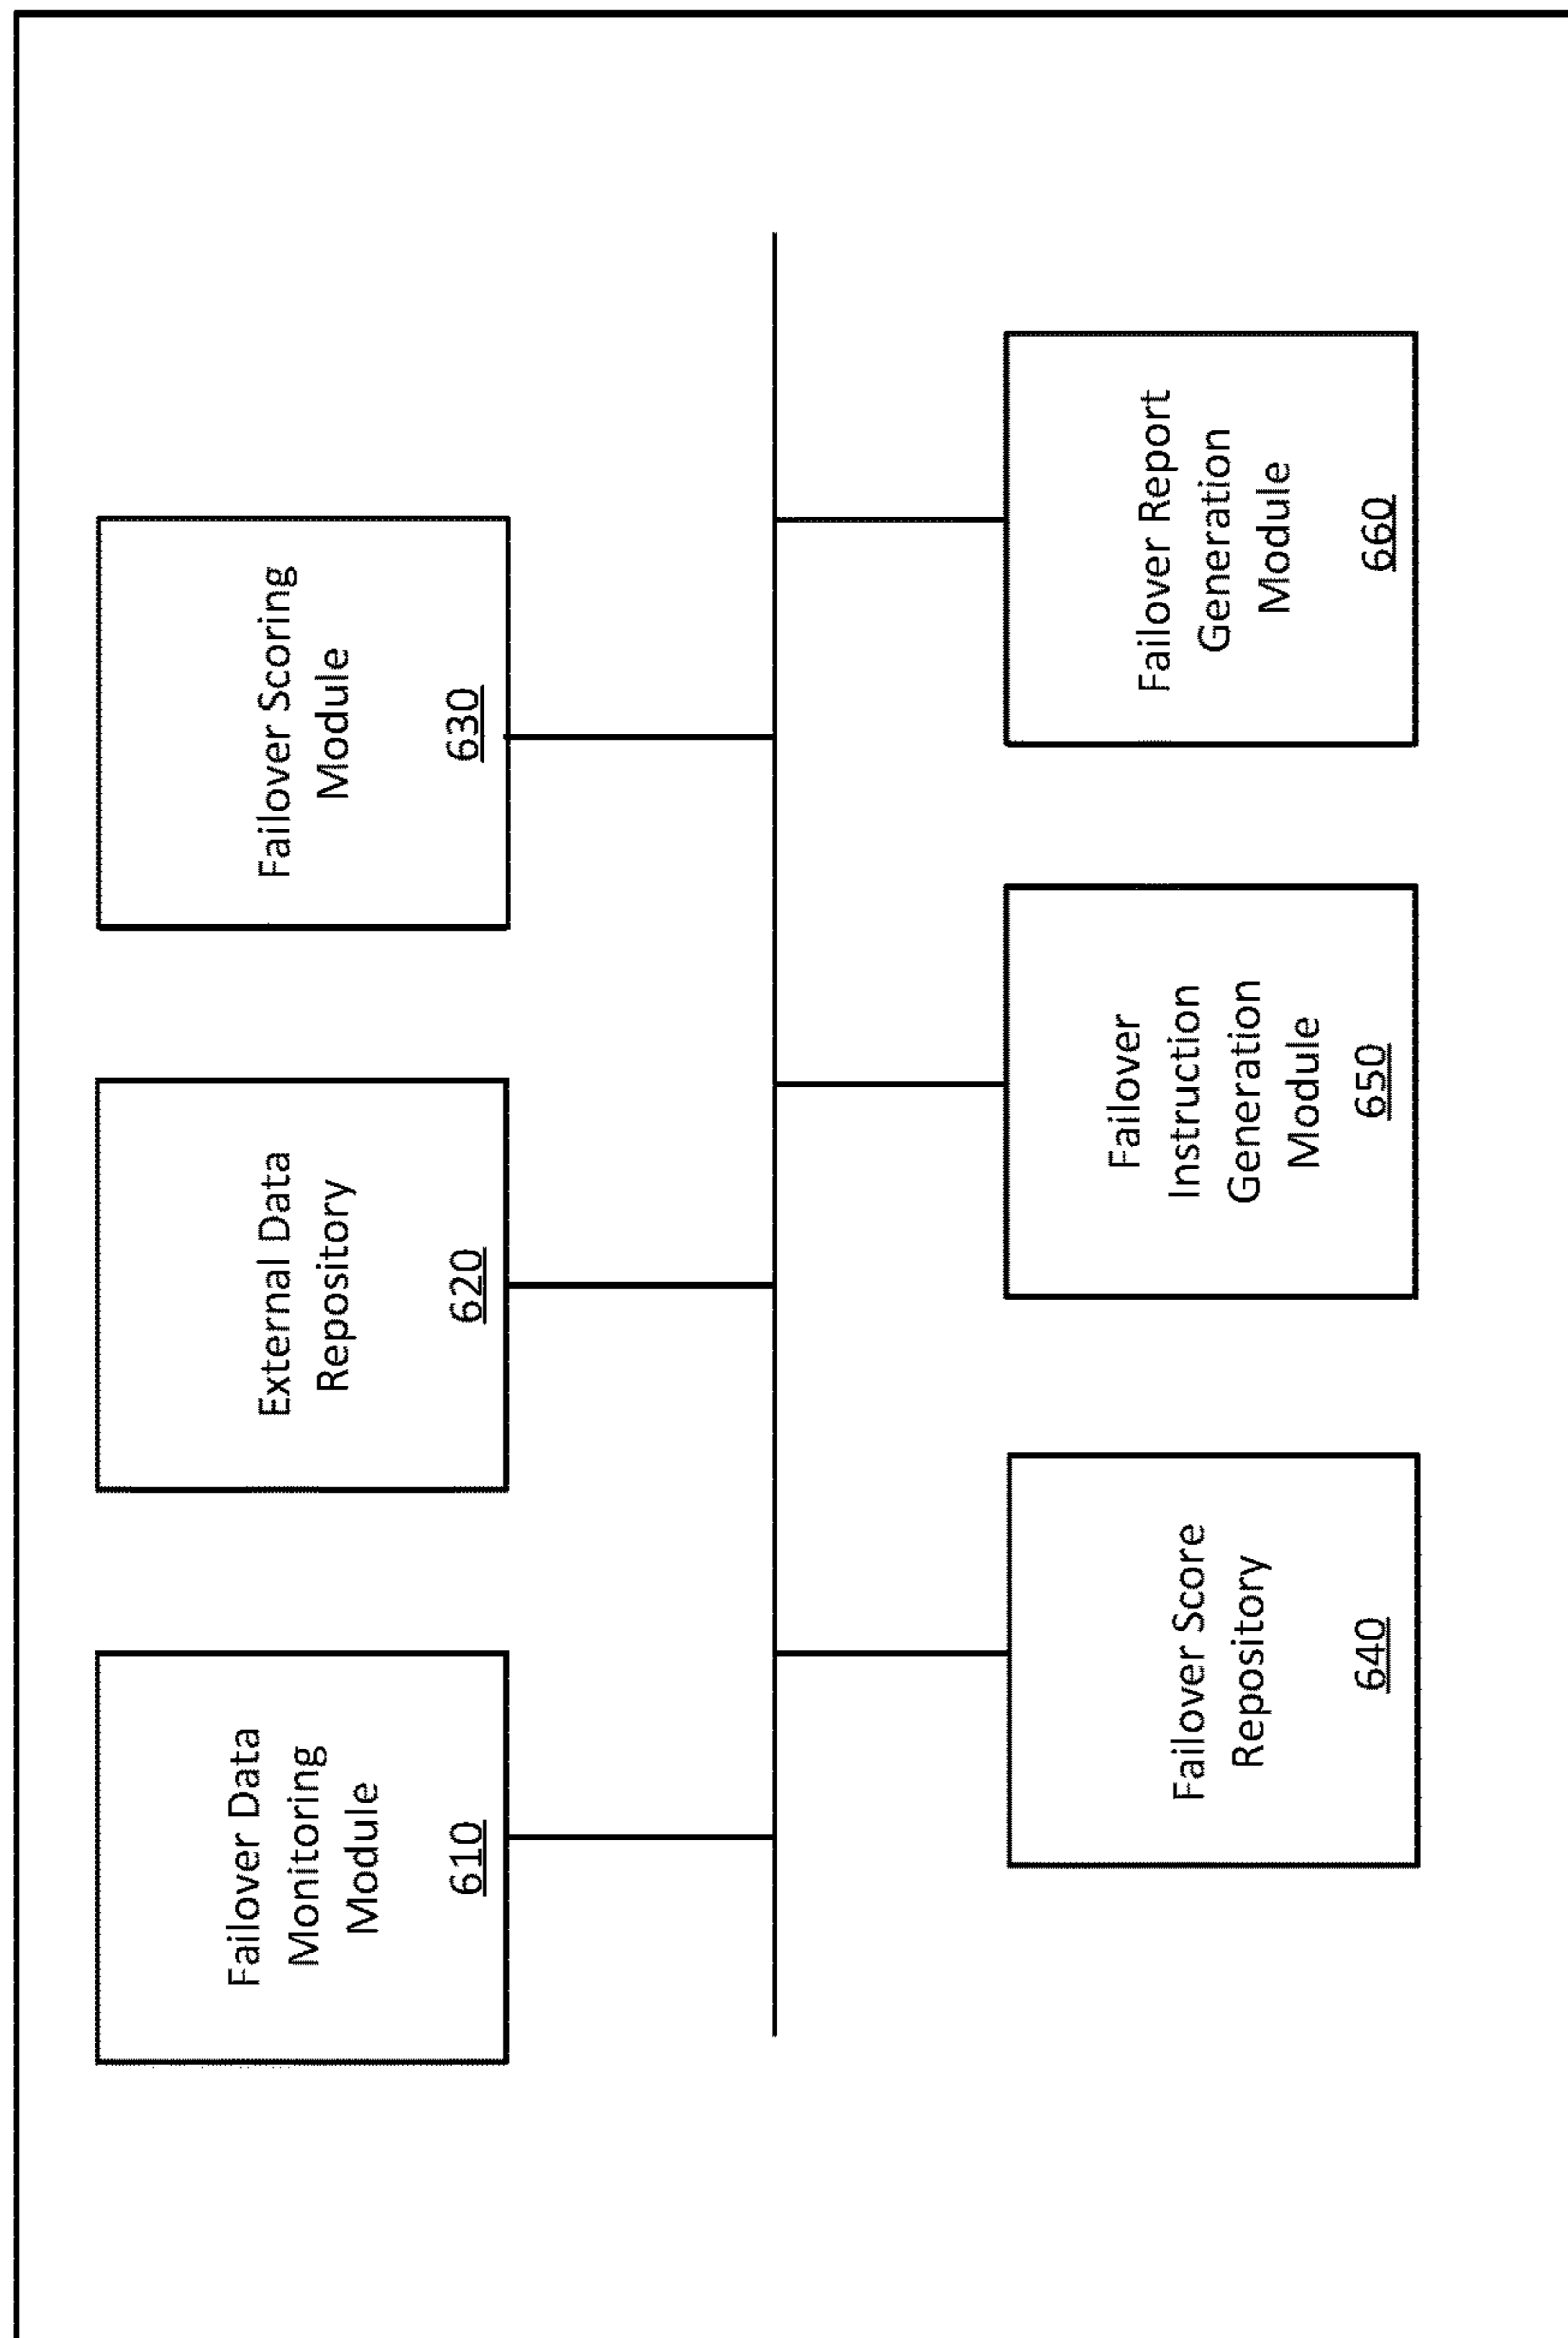 Failover Data
Monitoring
Module
610
External Data
Repository
620
Failover Scoring
Module
630
Failover Score
Repository
640
Failover
Instruction
Generation
Module
650
Failover Report
Generation
Module
660